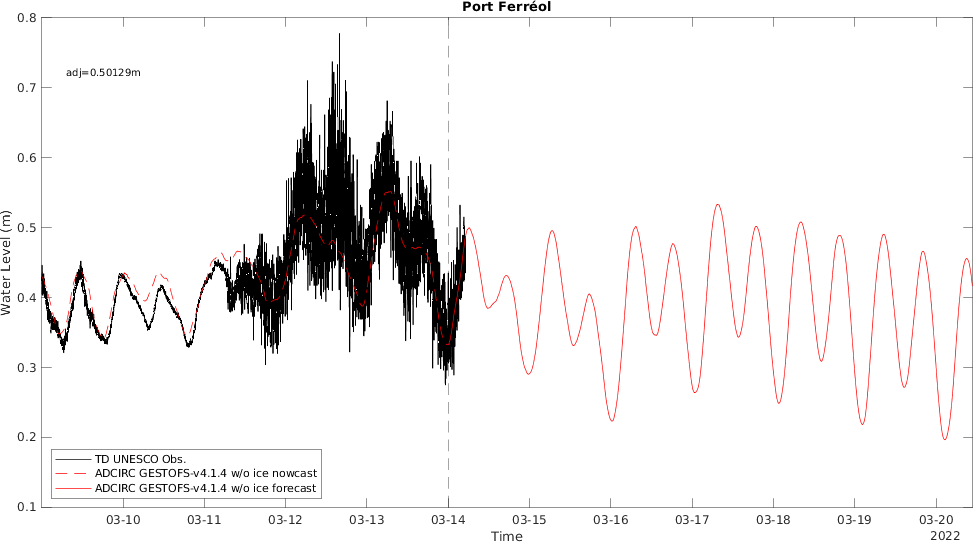 Port Ferréol
0.8
0.7
0.6
0.5
0.4
0.3
0.2
0.1
Water Level (m)
adj=0.50129m
TD UNESCO Obs.
ADCIRC GESTOFS-v4.1.4 w/o ice nowcast
ADCIRC GESTOFS-v4.1.4 w/o ice forecast
03-10 03-11 03-12 03-13 03-14 03-15 03-16 03-17 03-18 03-19 03-20
Time
2022